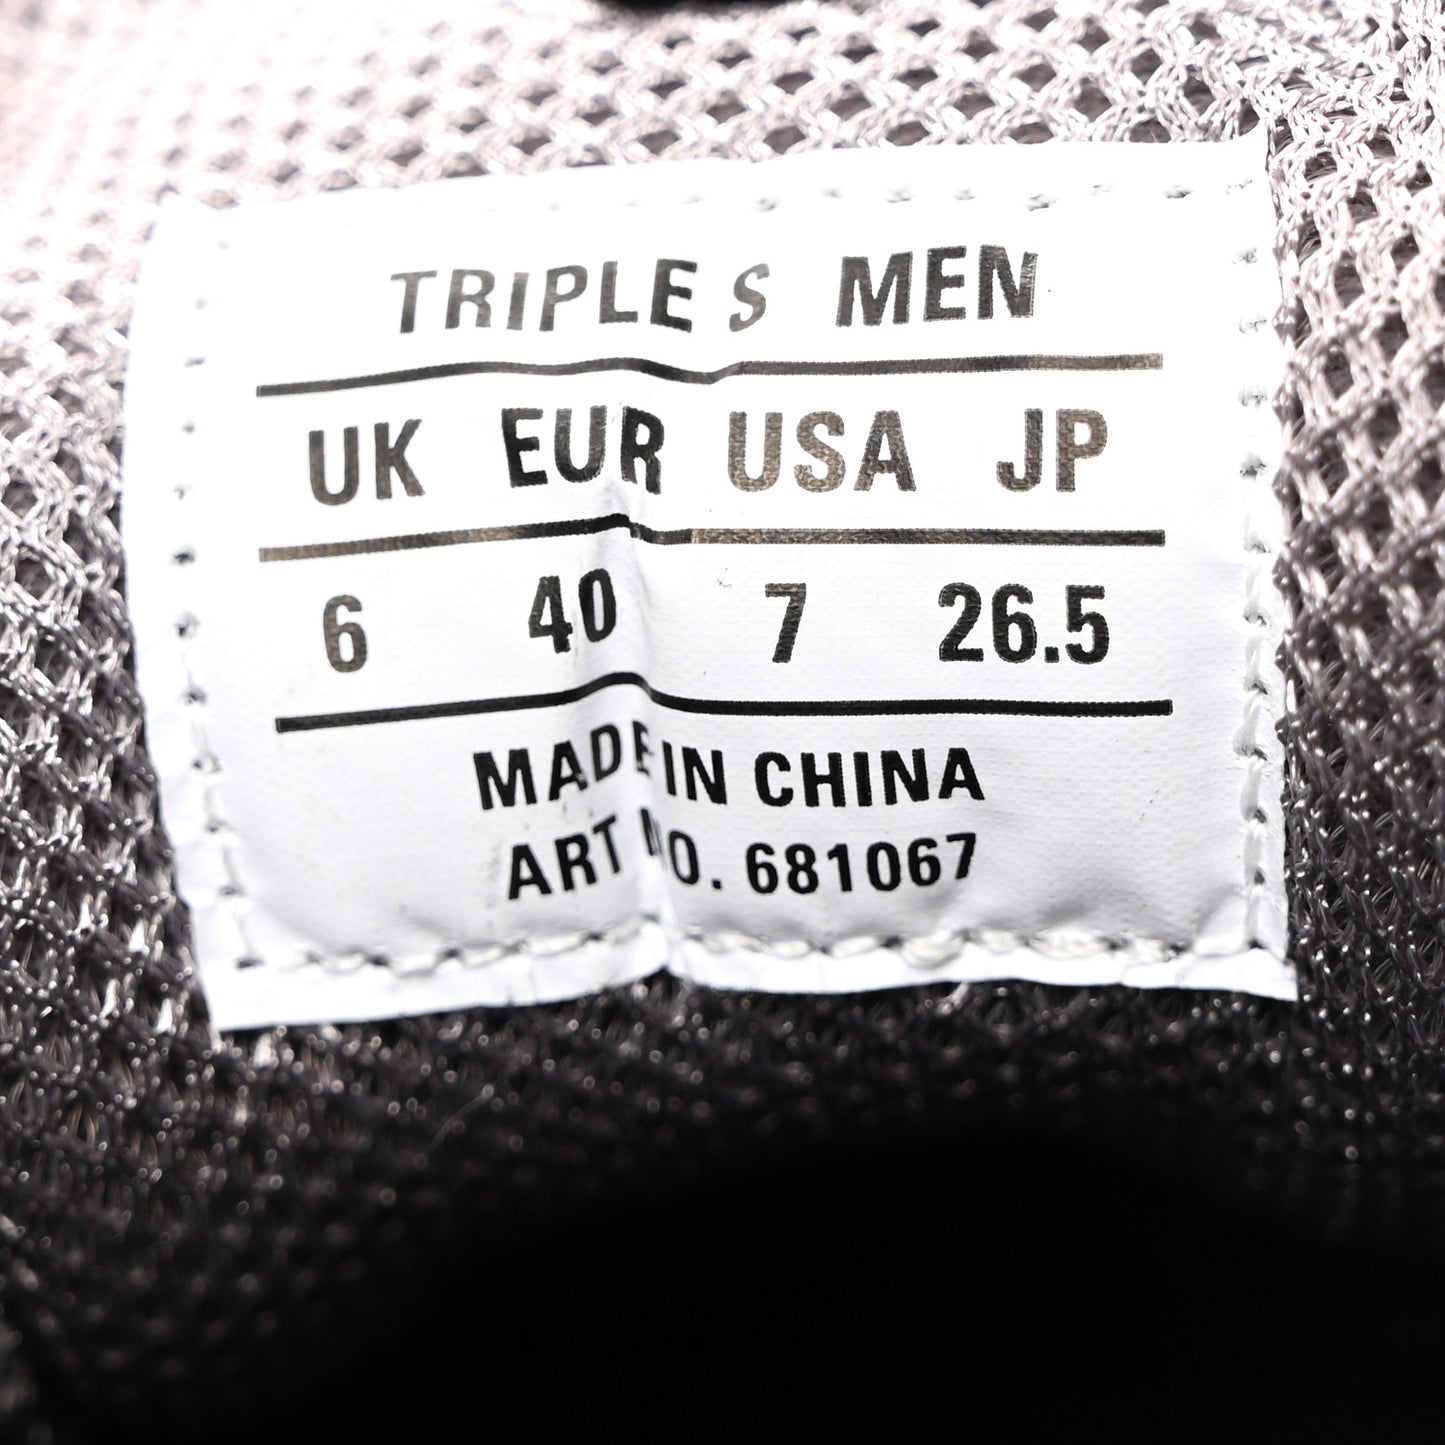 TRIPLE S MEN
UK EUR USA JP
6 40 7 26.5
MADE IN CHINA
ART NO. 681067